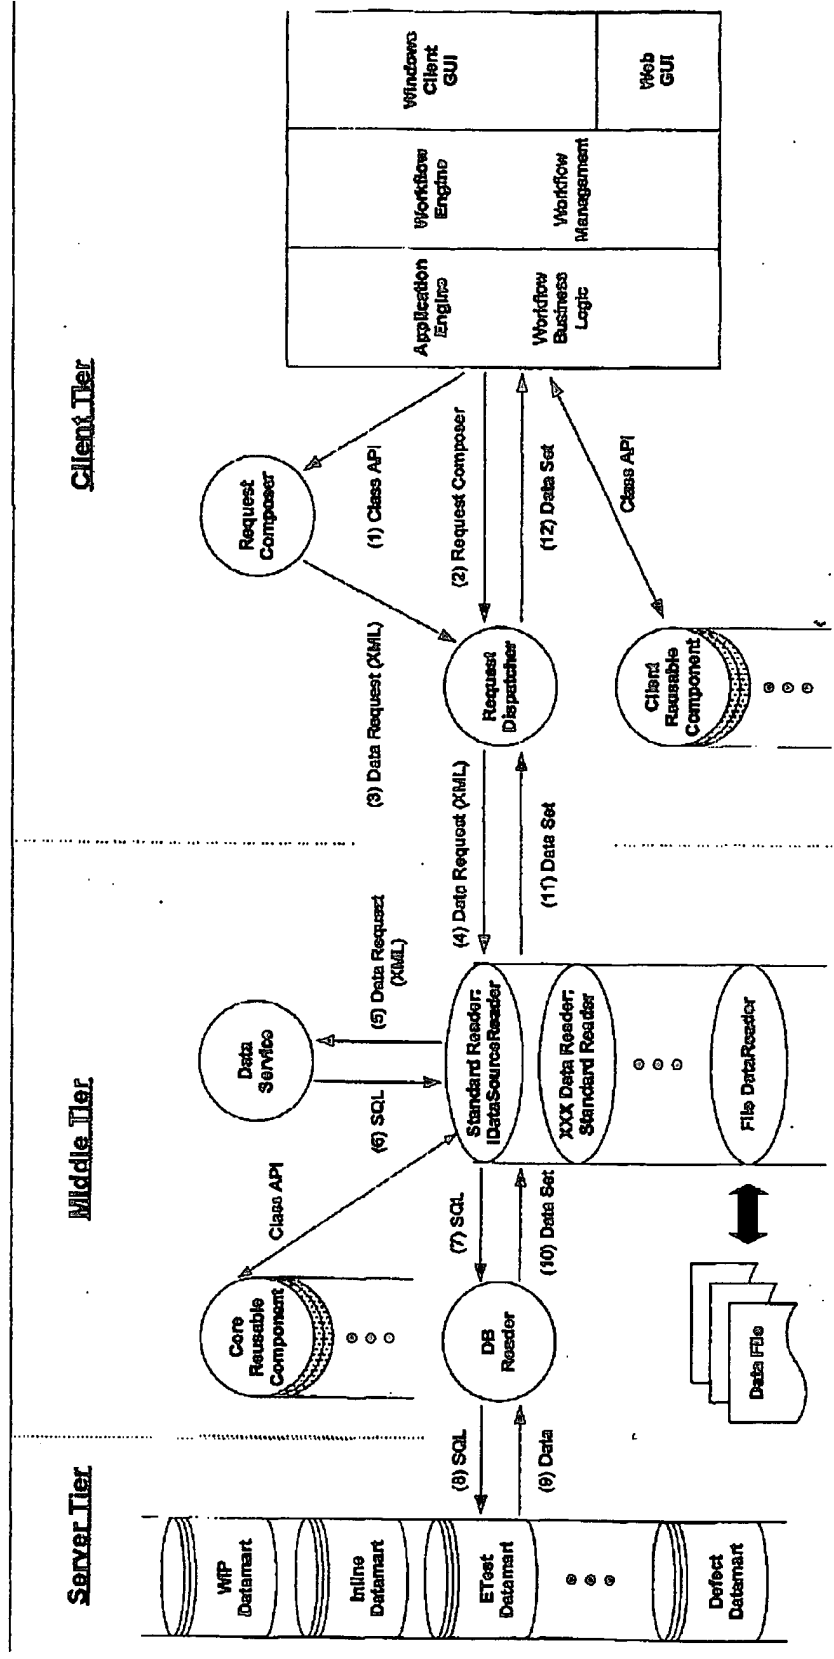 Server Tier
Middle Tier
Client Tier
WIP
Datamart
Inline
Datamart
ETest
Datamart
Defect
Datamart
(8) SQL
(9) Data
Core
Reusable
Component
Class API
DB
Reader
Data File
(7) SQL
(10) Data Set
Data
Service
(6) SQL
(5) Data Request
(XML)
Standard Reader:
IDataSourceReader
XXX Data Reader:
Standard Reader
File DataReader
(4) Data Request (XML)
(11) Data Set
(3) Data Request (XML)
Request
Composer
Request
Dispatcher
Client
Reusable
Component
(1) Class API
(2) Request Composer
(12) Data Set
Class API
Application
Engine
Workflow
Business
Logic
Workflow
Engine
Workflow
Management
Windows
Client
GUI
Web
GUI